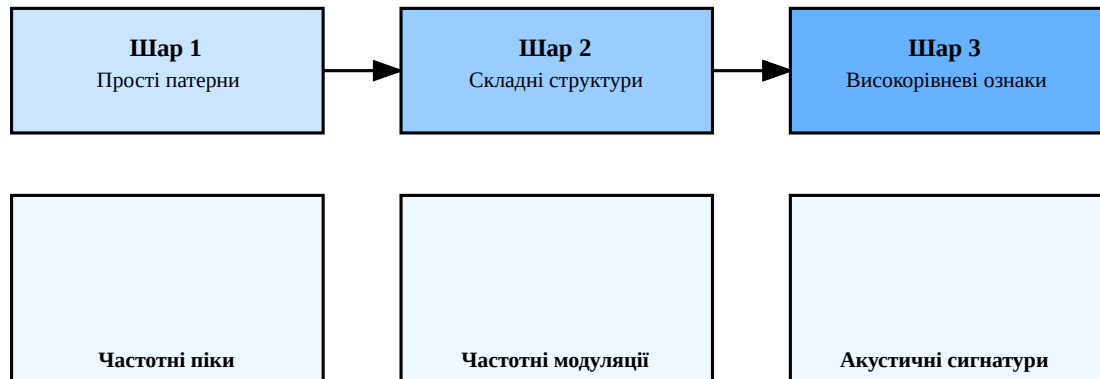 Шар 1
Прості патерни
Шар 2
Складні структури
Шар 3
Високорівневі ознаки
Частотні піки
Частотні модуляції
Акустичні сигнатури